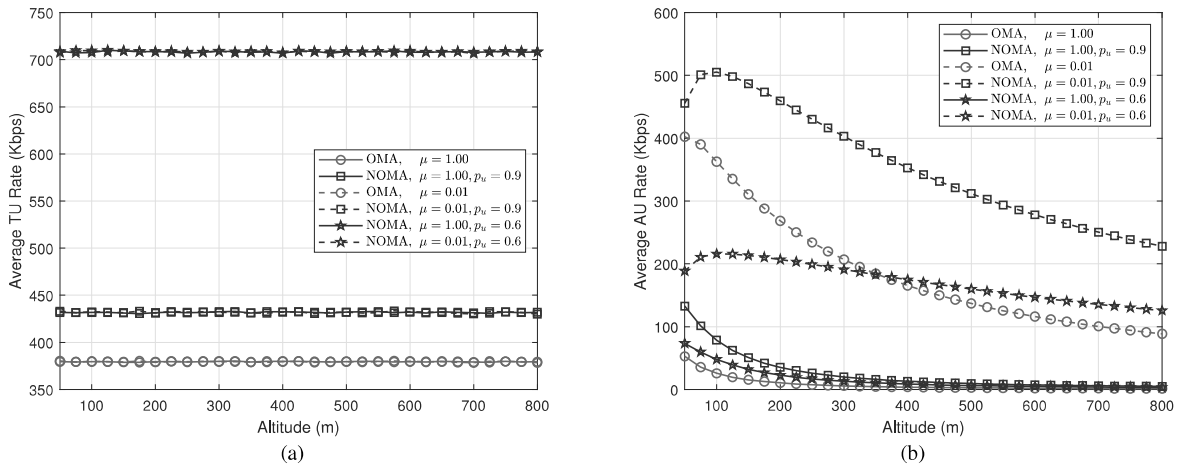 750
700
650
600
550
500
450
400
350
Average TU Rate (Kbps)
OMA, μ = 1.00
NOMA, μ = 1.00, p_u = 0.9
OMA, μ = 0.01
NOMA, μ = 0.01, p_u = 0.9
NOMA, μ = 1.00, p_u = 0.6
NOMA, μ = 0.01, p_u = 0.6
100 200 300 400 500 600 700 800
Altitude (m)
(a)
600
500
400
300
200
100
0
Average AU Rate (Kbps)
OMA, μ = 1.00
NOMA, μ = 1.00, p_u = 0.9
OMA, μ = 0.01
NOMA, μ = 0.01, p_u = 0.9
NOMA, μ = 1.00, p_u = 0.6
NOMA, μ = 0.01, p_u = 0.6
100 200 300 400 500 600 700 800
Altitude (m)
(b)